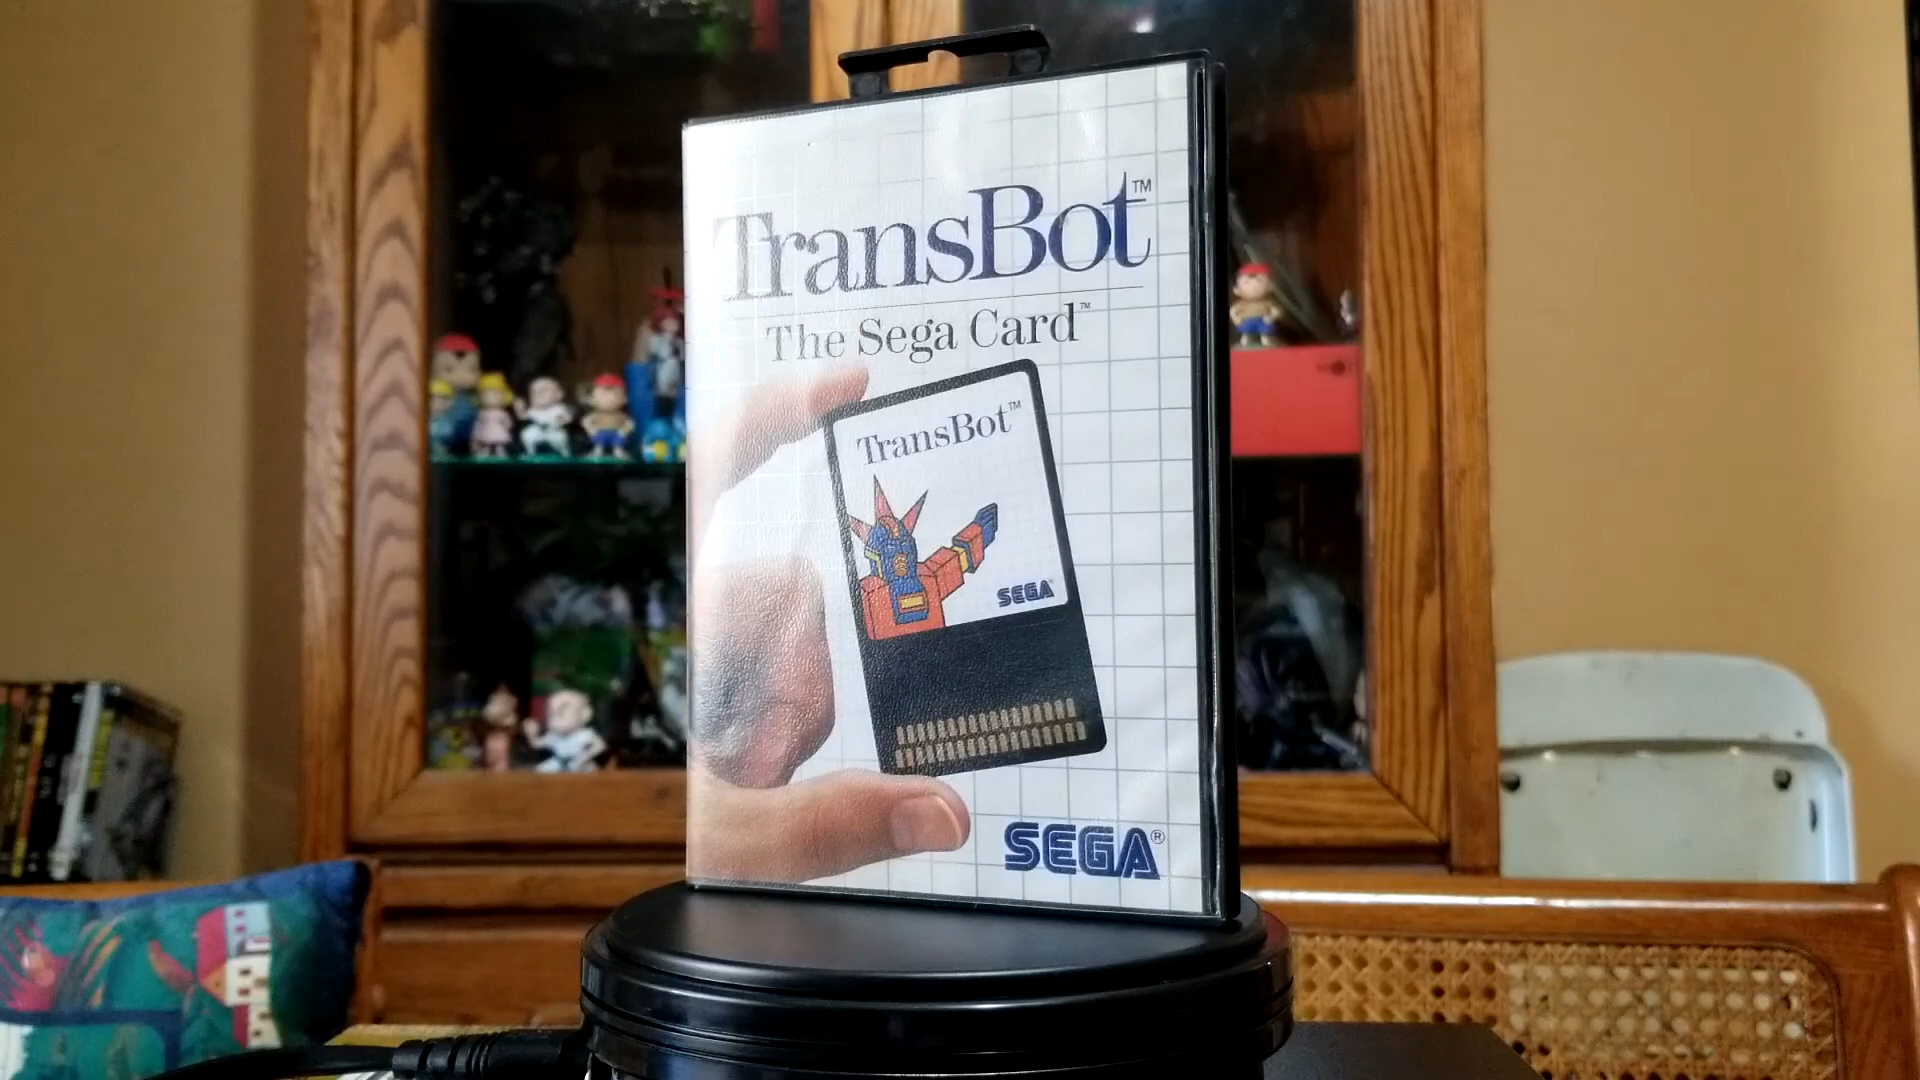 TransBot™
The Sega Card™
TransBot™
SEGA®
SEGA®